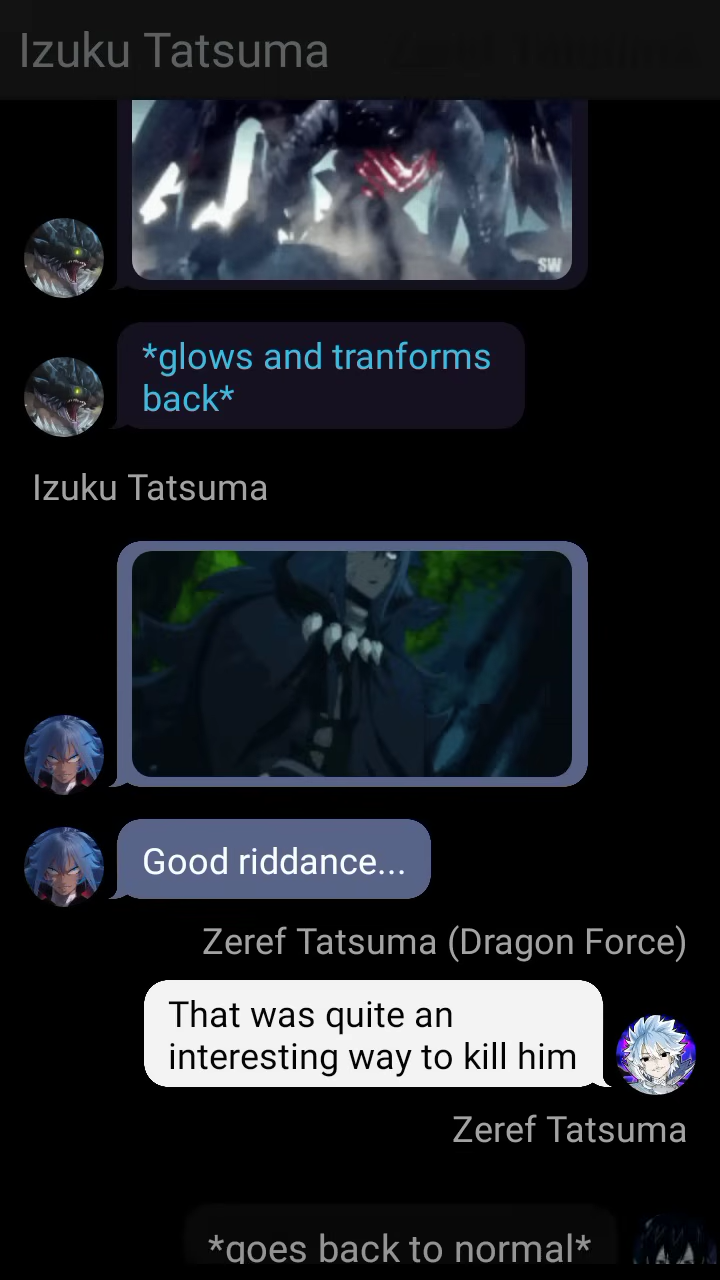 Izuku Tatsuma
SW
*glows and tranforms
back*
Izuku Tatsuma
Good riddance...
Zeref Tatsuma (Dragon Force)
That was quite an
interesting way to kill him
Zeref Tatsuma
*goes back to normal*